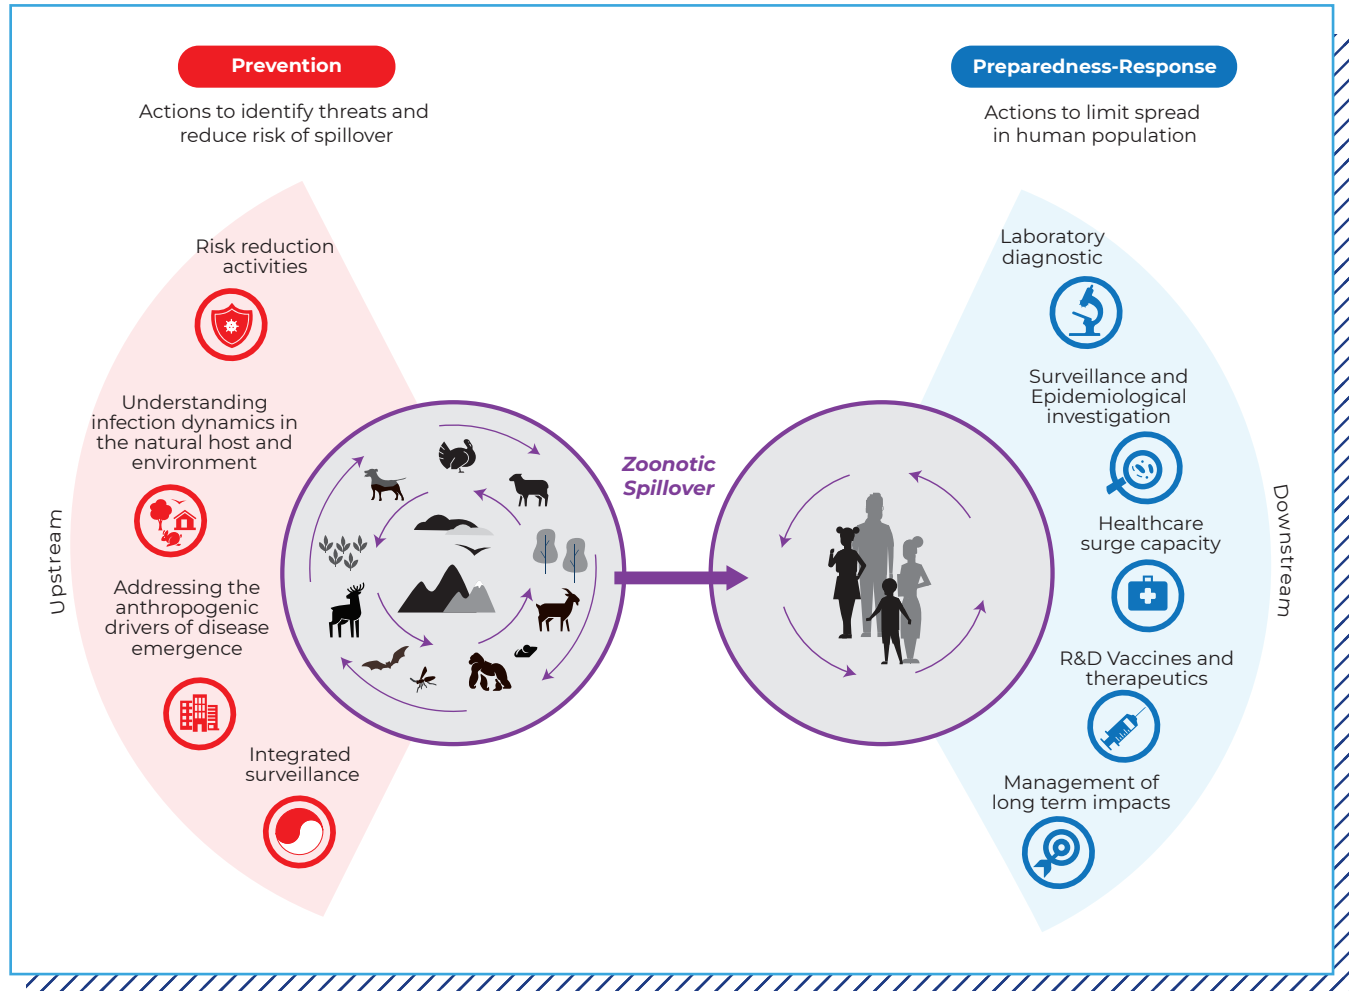 Prevention
Actions to identify threats and
reduce risk of spillover
Preparedness-Response
Actions to limit spread
in human population
Upstream
Risk reduction
activities
Understanding
infection dynamics in
the natural host and
environment
Addressing the
anthropogenic
drivers of disease
emergence
Integrated
surveillance
Zoonotic
Spillover
Laboratory
diagnostic
Surveillance and
Epidemiological
investigation
Healthcare
surge capacity
R&D Vaccines and
therapeutics
Management of
long term impacts
Downstream